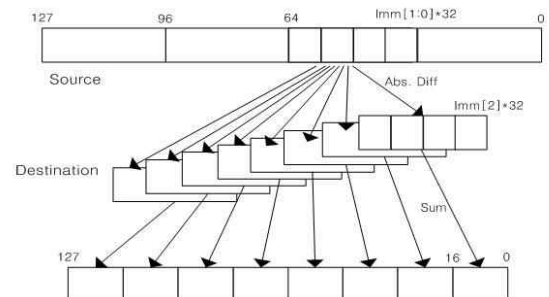 127 96 64 Imm[1:0]*32 0
Source
Abs. Diff
Imm[2]*32
Destination
Sum
127 16 0